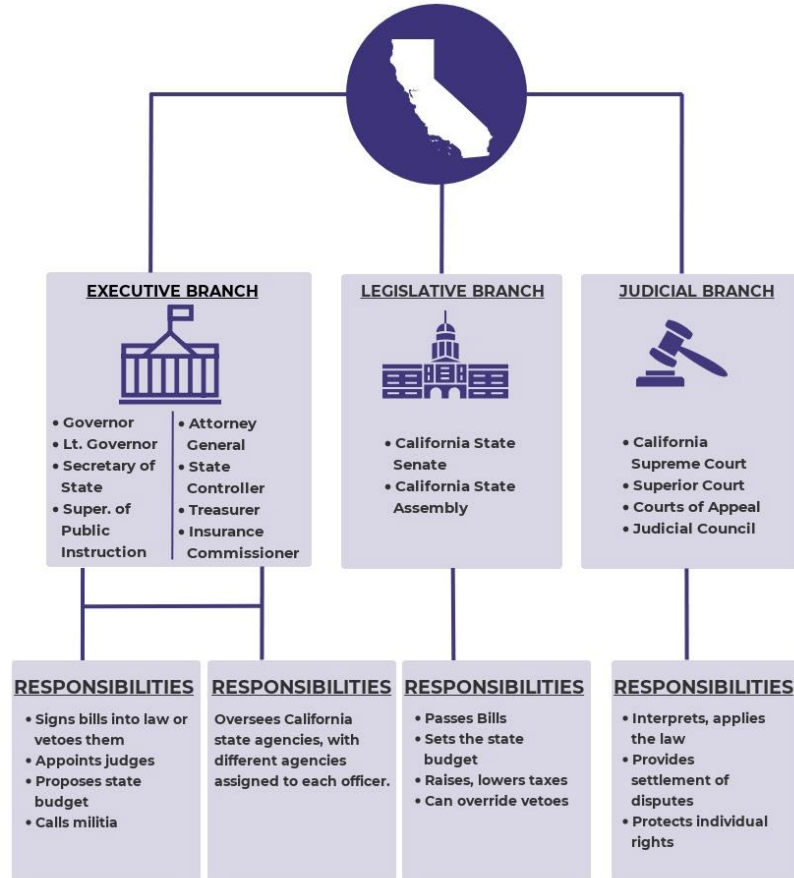 EXECUTIVE BRANCH
• Governor
• Lt. Governor
• Secretary of
State
• Super. of
Public
Instruction
• Attorney
General
• State
Controller
• Treasurer
• Insurance
Commissioner
LEGISLATIVE BRANCH
• California State
Senate
• California State
Assembly
JUDICIAL BRANCH
• California
Supreme Court
• Superior Court
• Courts of Appeal
• Judicial Council
RESPONSIBILITIES
• Signs bills into law or
vetoes them
• Appoints judges
• Proposes state
budget
• Calls militia
RESPONSIBILITIES
Oversees California
state agencies, with
different agencies
assigned to each officer.
RESPONSIBILITIES
• Passes Bills
• Sets the state
budget
• Raises, lowers taxes
• Can override vetoes
RESPONSIBILITIES
• Interprets, applies
the law
• Provides
settlement of
disputes
• Protects individual
rights